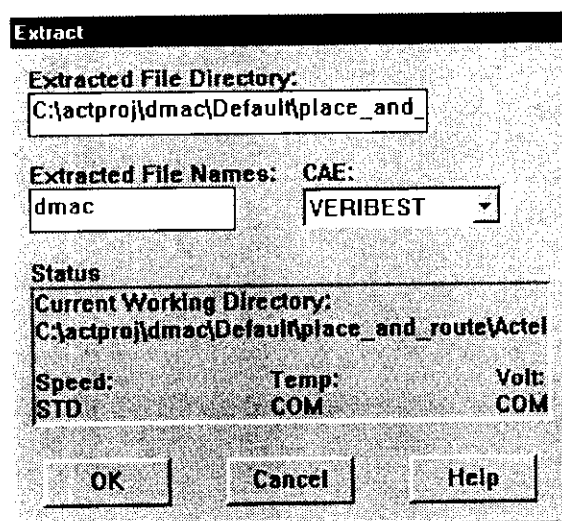 Extract
Extracted File Directory:
C:\actproj\dmac\Default\place_and_
Extracted File Names: CAE:
dmac VERIBEST
Status
Current Working Directory:
C:\actproj\dmac\Default\place_and_route\Actel
Speed: Temp: Volt:
STD COM COM
OK Cancel Help